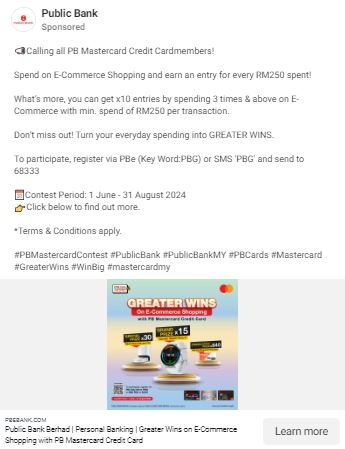 Public Bank
Sponsored
📢Calling all PB Mastercard Credit Cardmembers!
Spend on E-Commerce Shopping and earn an entry for every RM250 spent!
What's more, you can get x10 entries by spending 3 times & above on E-
Commerce with min. spend of RM250 per transaction.
Don't miss out! Turn your everyday spending into GREATER WINS.
To participate, register via PBe (Key Word:PBG) or SMS 'PBG' and send to
68333
📅Contest Period: 1 June - 31 August 2024
👉Click below to find out more.
*Terms & Conditions apply.
#PBMastercardContest #PublicBank #PublicBankMY #PBCards #Mastercard
#GreaterWins #WinBig #mastercardmy
GREATER WINS
On E-Commerce Shopping
with PB Mastercard Credit Card
x30
GRAND
PRIZE x15
x440
PBEBANK.COM
Public Bank Berhad | Personal Banking | Greater Wins on E-Commerce
Shopping with PB Mastercard Credit Card
Learn more